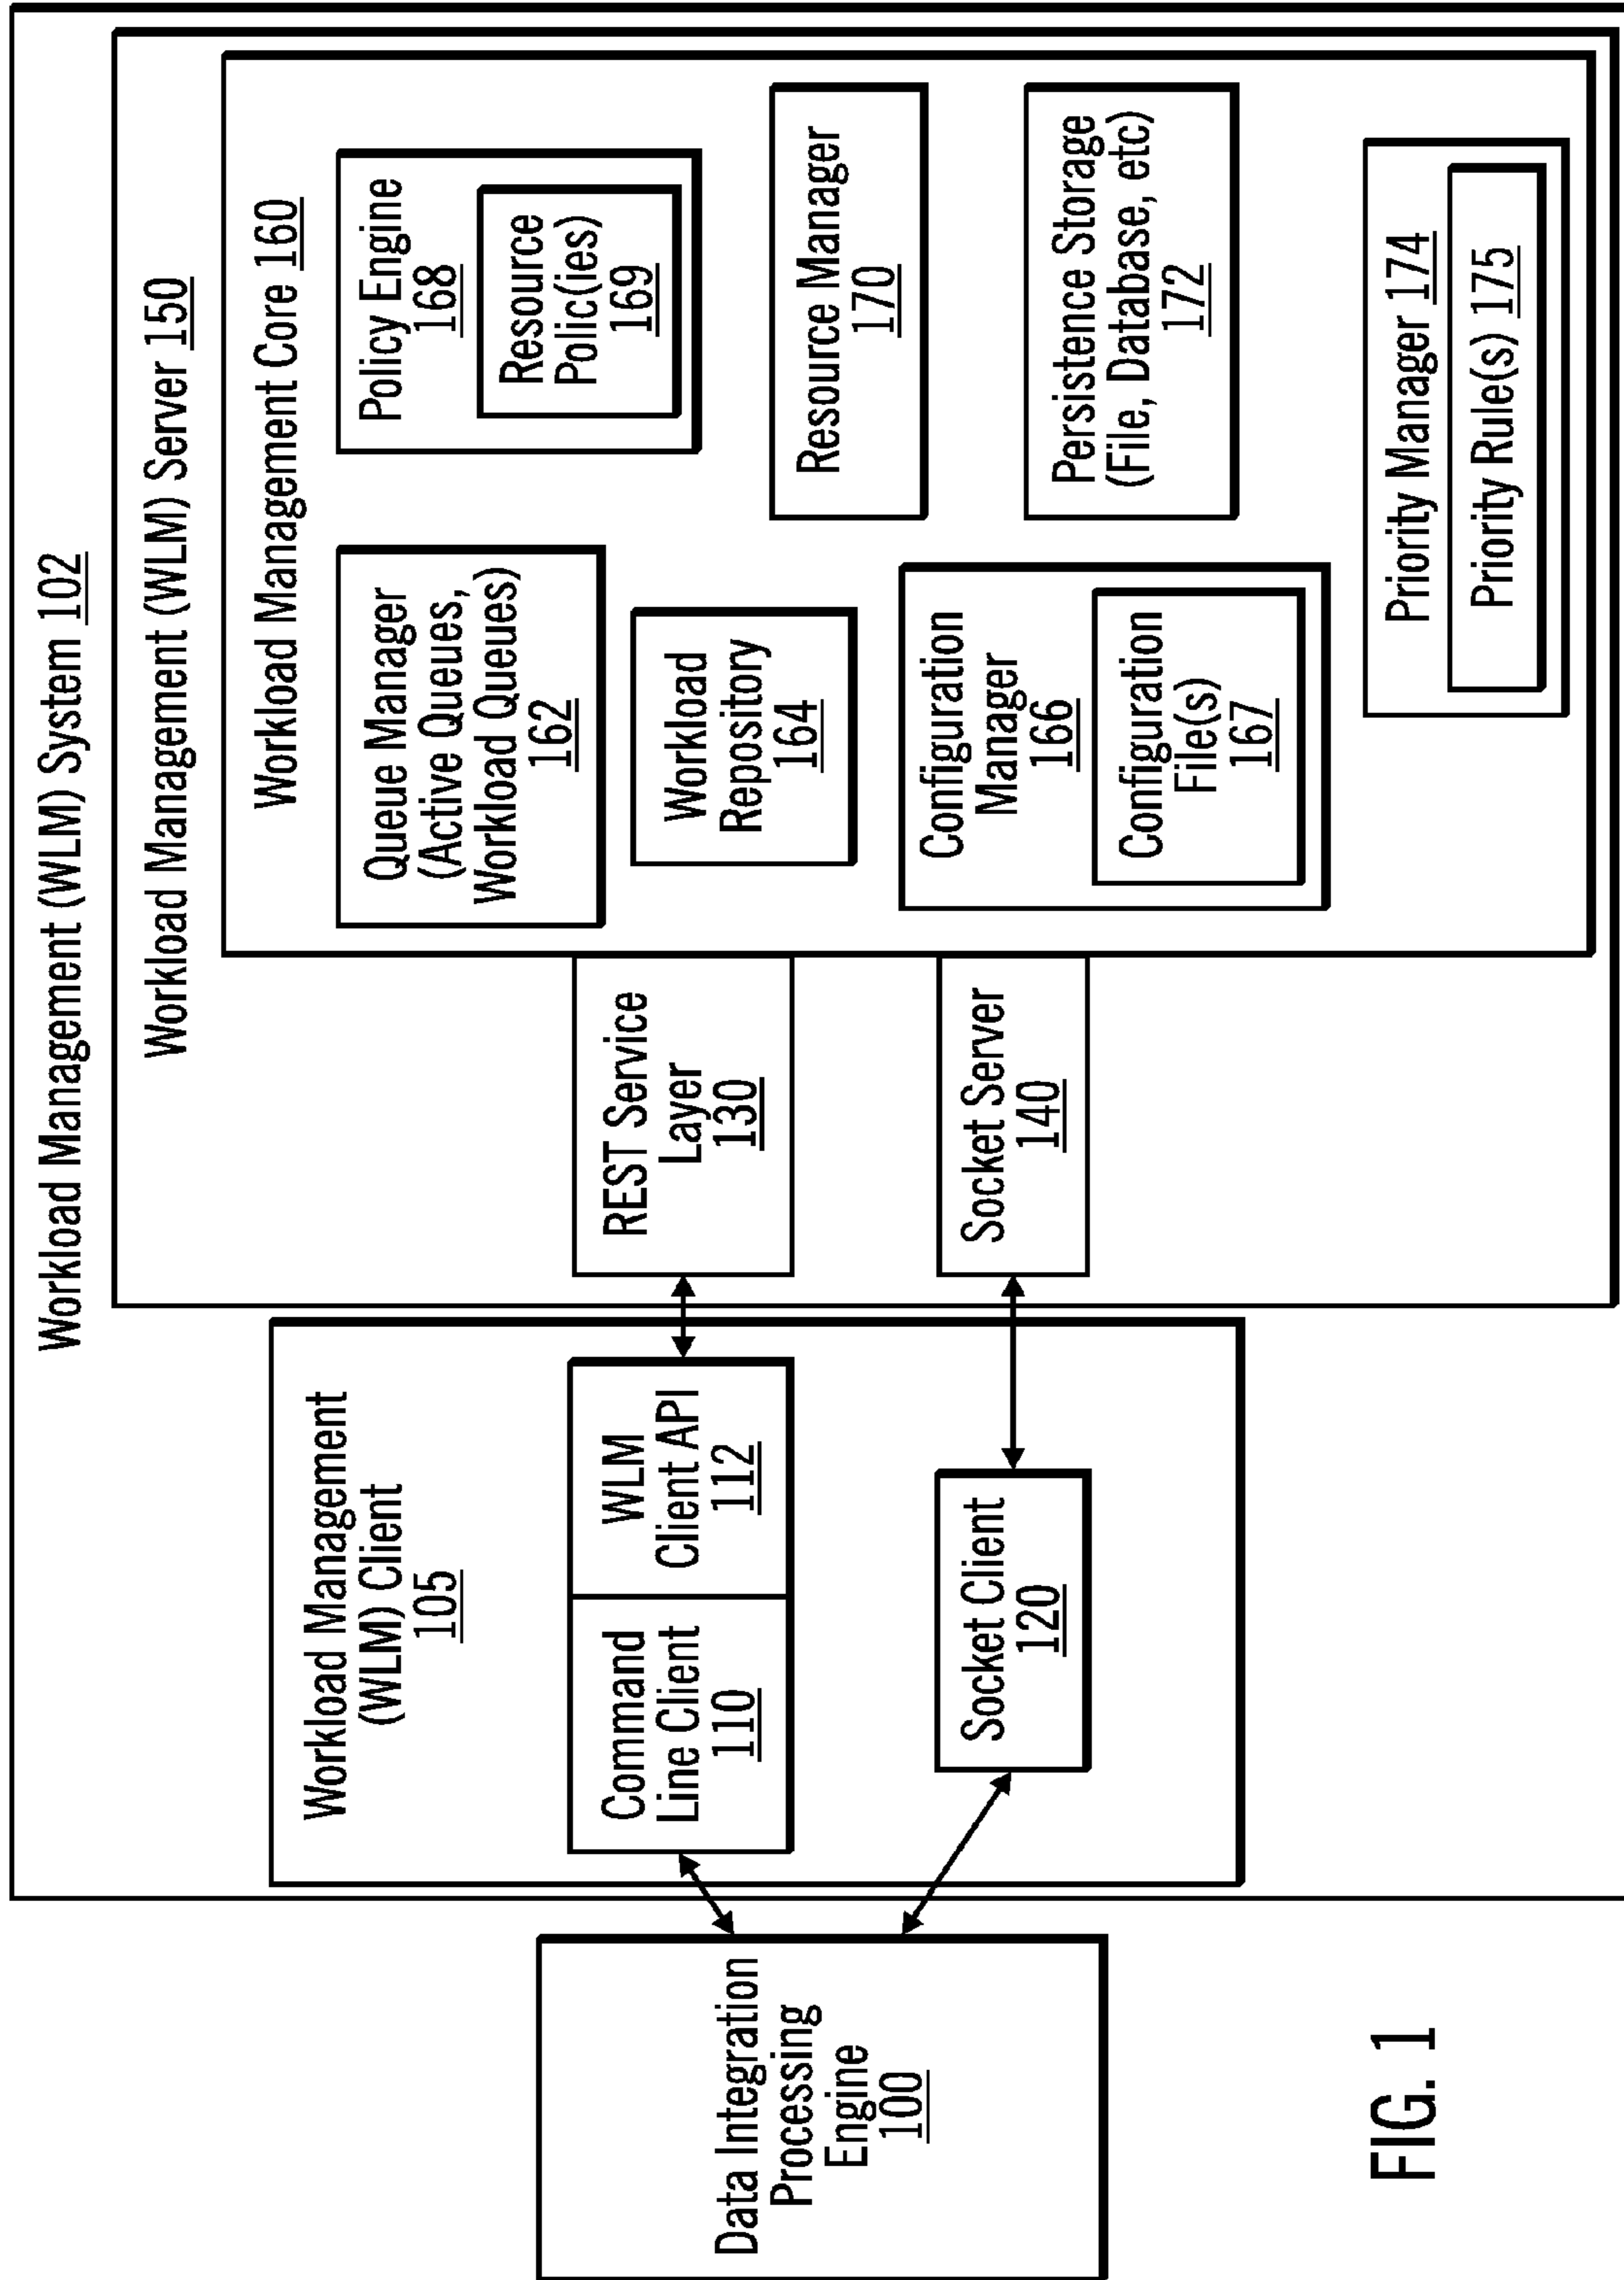 Workload Management (WLM) System 102
Workload Management (WLM) Server 150
Workload Management Core 160
Queue Manager
(Active Queues,
Workload Queues)
162
Policy Engine
168
Resource
Polic(ies)
169
Workload
Repository
164
Resource Manager
170
Configuration
Manager
166
Configuration
File(s)
167
Persistence Storage
(File, Database, etc)
172
Priority Manager 174
Priority Rule(s) 175
REST Service
Layer
130
Socket Server
140
Workload Management
(WLM) Client
105
Command
Line Client
110
WLM
Client API
112
Socket Client
120
Data Integration
Processing
Engine
100
FIG. 1